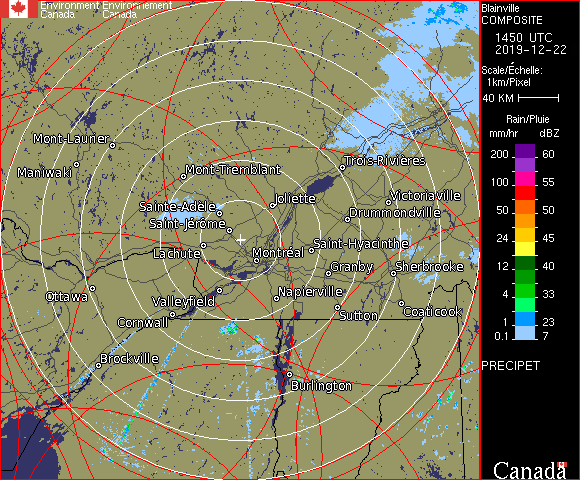 Environment Environnement
Canada Canada
Blainville
COMPOSITE
1450 UTC
2019-12-22
Scale/Échelle:
1km/Pixel
40 KM
Rain/Pluie
mm/hr dBZ
200 60
150 57
100 55
50 50
24 45
12 40
4 33
1 23
0.1 7
PRECIPET
Canada
Mont-Laurier
Maniwaki
Mont-Tremblant
Trois-Rivières
Sainte-Adèle
Joliette
Victoriaville
Drummondville
Saint-Jérôme
Lachute
Montréal
Saint-Hyacinthe
Granby
Sherbrooke
Ottawa
Valleyfield
Napierville
Cornwall
Sutton
Coaticook
Brockville
Burlington